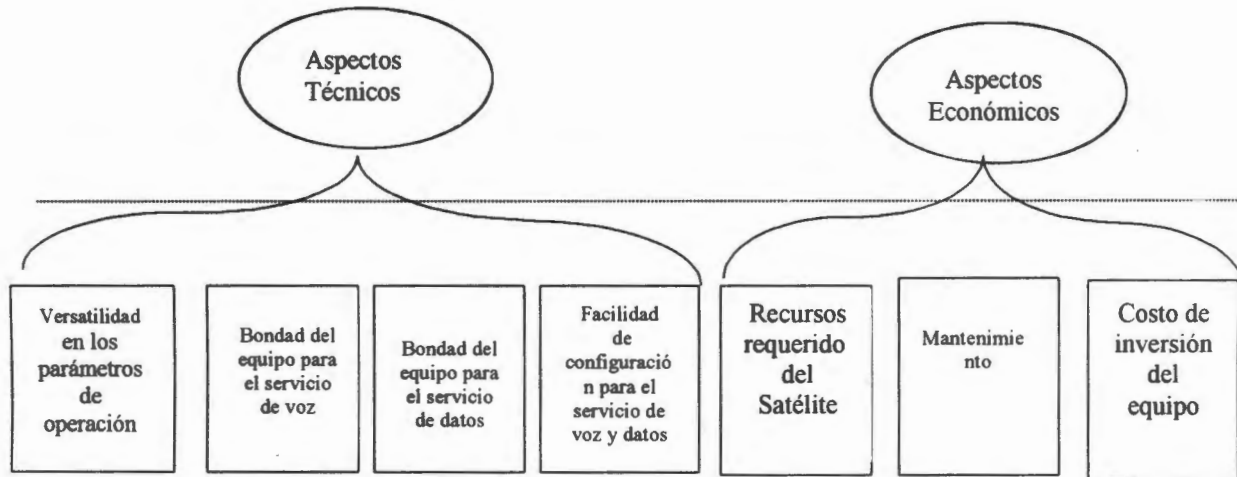 Aspectos
Técnicos
Aspectos
Económicos
Versatilidad
en los
parámetros
de
operación
Bondad del
equipo para
el servicio
de voz
Bondad del
equipo para
el servicio
de datos
Facilidad
de
configuració
n para el
servicio de
voz y datos
Recursos
requerido
del
Satélite
Mantenimie
nto
Costo de
inversión
del
equipo